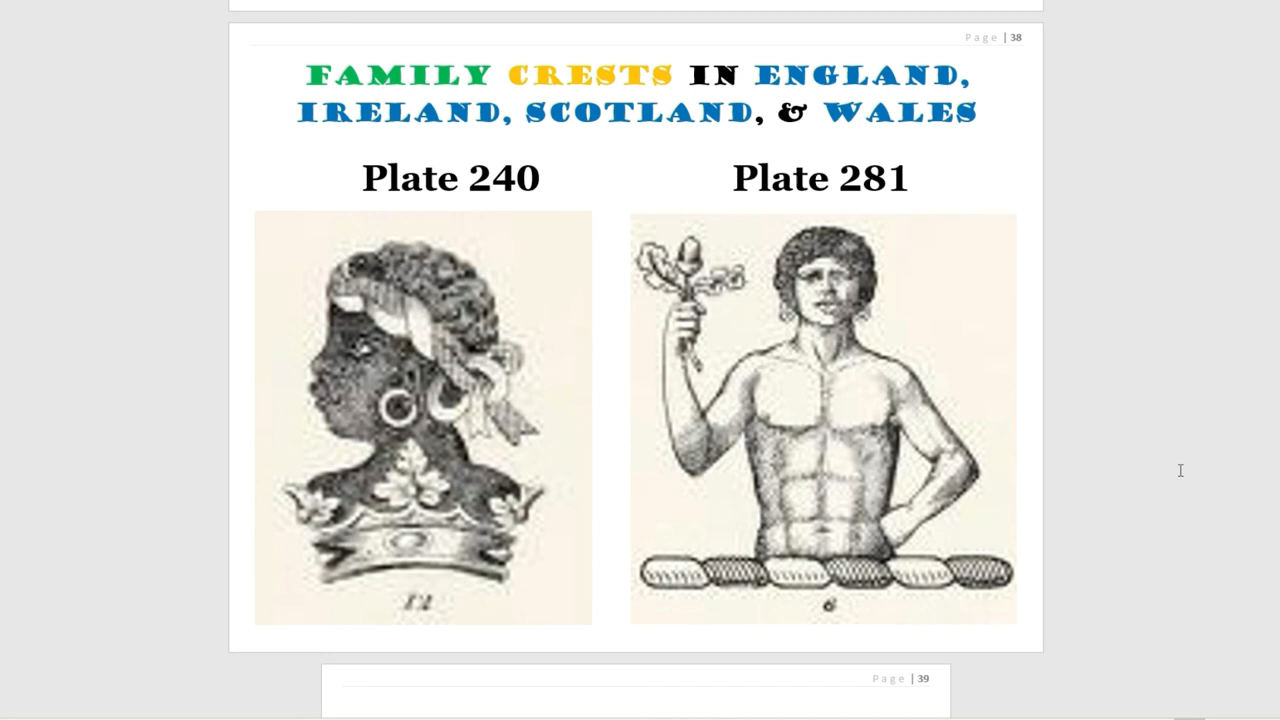 Page | 38
FAMILY CRESTS IN ENGLAND,
IRELAND, SCOTLAND, & WALES
Plate 240
Plate 281
12
6
Page | 39